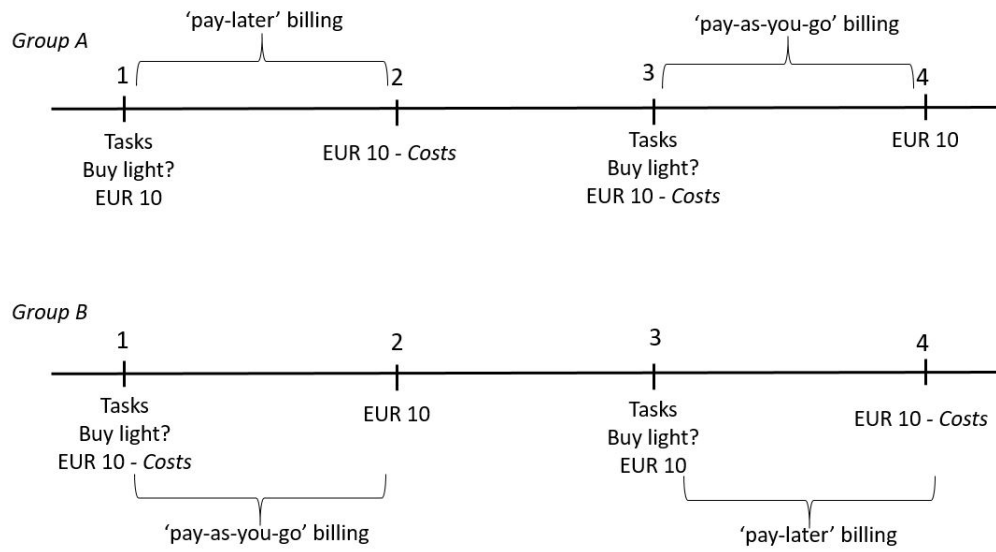 ‘pay-later’ billing
‘pay-as-you-go’ billing
Group A
1
2
3
4
Tasks
Buy light?
EUR 10
EUR 10 - Costs
Tasks
Buy light?
EUR 10 - Costs
EUR 10
Group B
1
2
3
4
Tasks
Buy light?
EUR 10 - Costs
EUR 10
Tasks
Buy light?
EUR 10
EUR 10 - Costs
‘pay-as-you-go’ billing
‘pay-later’ billing